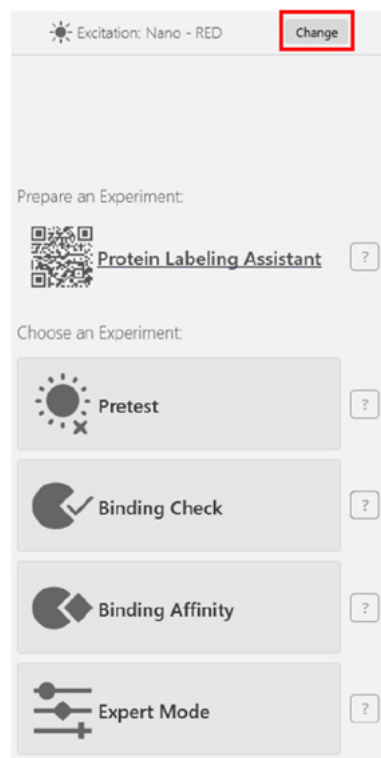 Excitation: Nano - RED Change
Prepare an Experiment:
Protein Labeling Assistant ?
Choose an Experiment:
Pretest ?
Binding Check ?
Binding Affinity ?
Expert Mode ?